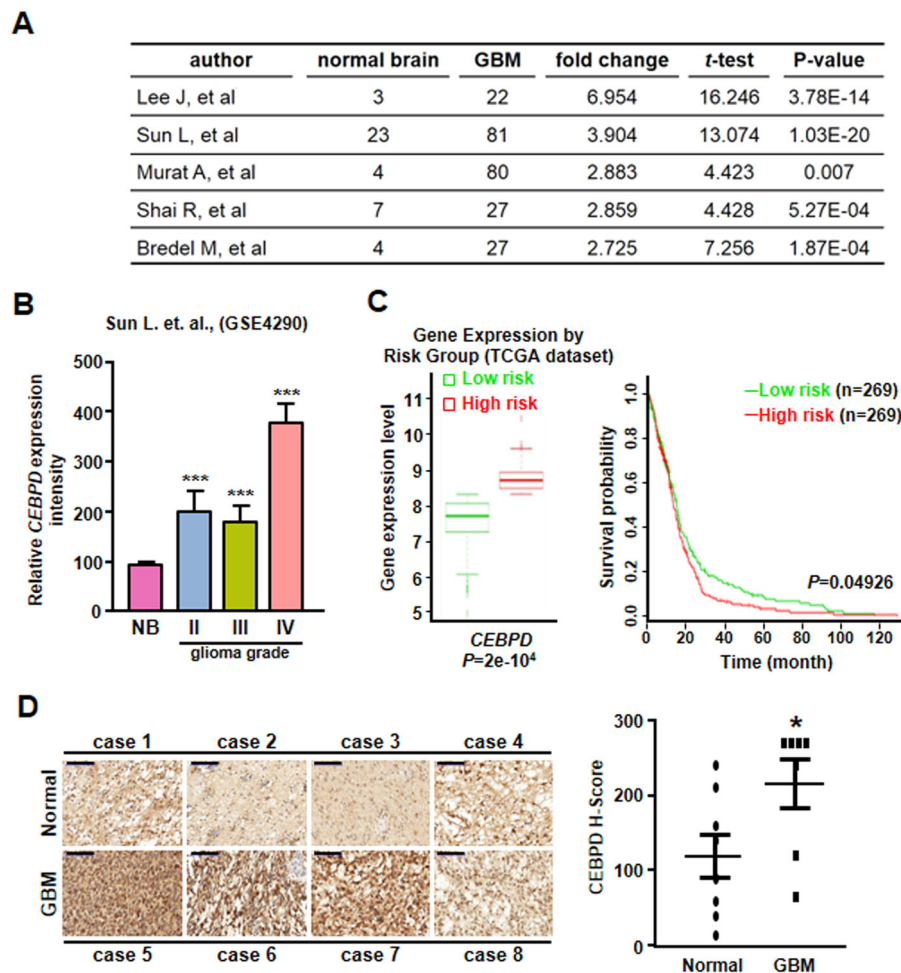 A
author normal brain GBM fold change t-test P-value
Lee J, et al 3 22 6.954 16.246 3.78E-14
Sun L, et al 23 81 3.904 13.074 1.03E-20
Murat A, et al 4 80 2.883 4.423 0.007
Shai R, et al 7 27 2.859 4.428 5.27E-04
Bredel M, et al 4 27 2.725 7.256 1.87E-04
B
Sun L. et. al., (GSE4290)
Relative CEBPD expression
intensity
500
400
300
200
100
0
***
***
***
NB II III IV
glioma grade
C
Gene Expression by
Risk Group (TCGA dataset)
Low risk
High risk
Gene expression level
11
10
9
8
7
6
5
CEBPD
P=2e-10⁴
Survival probability
1.0
0.8
0.6
0.4
0.2
0.0
Low risk (n=269)
High risk (n=269)
P=0.04926
0 20 40 60 80 100 120
Time (month)
D
case 1 case 2 case 3 case 4
Normal
GBM
case 5 case 6 case 7 case 8
CEBPD H-Score
300
200
100
0
*
Normal GBM